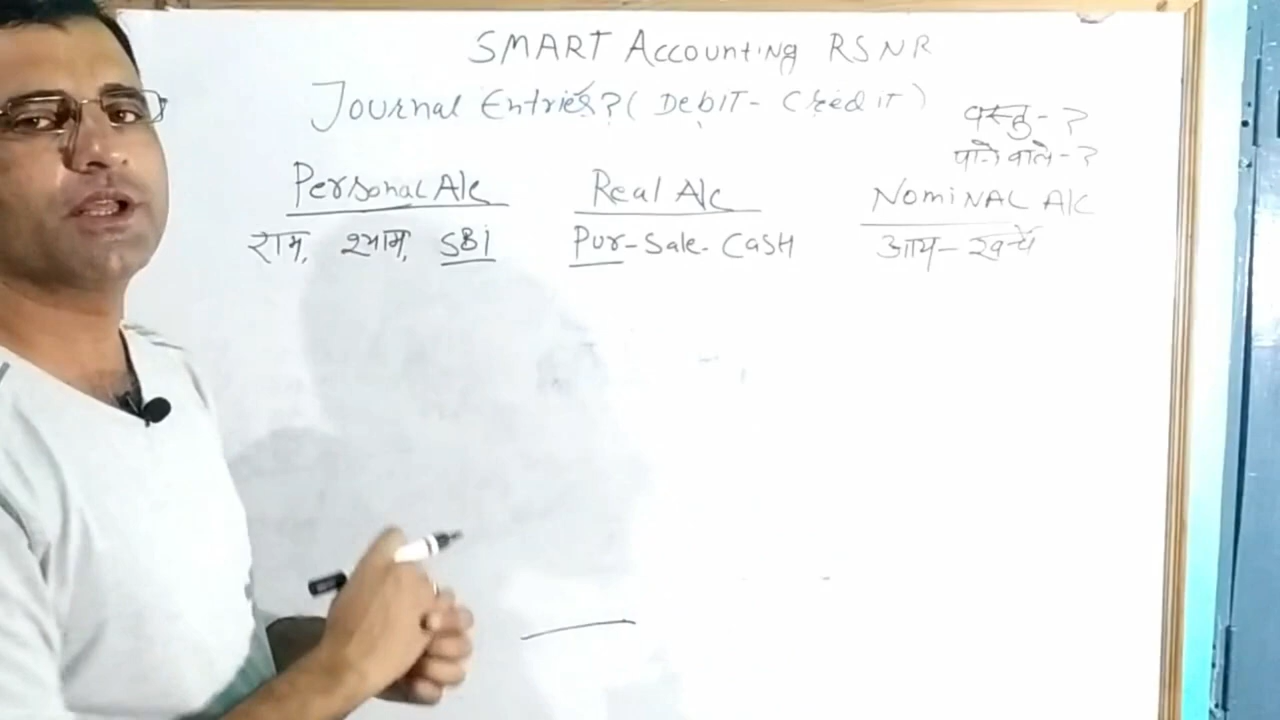 SMART Accounting RSNR
Journal Entries? (DebIT - Credit)
वस्तु - ?
पाने वाले - ?
Personal A/c Real A/c NomiNAL A/c
राम, श्याम, SBi Pur - Sale - CaSH आय - खर्चे